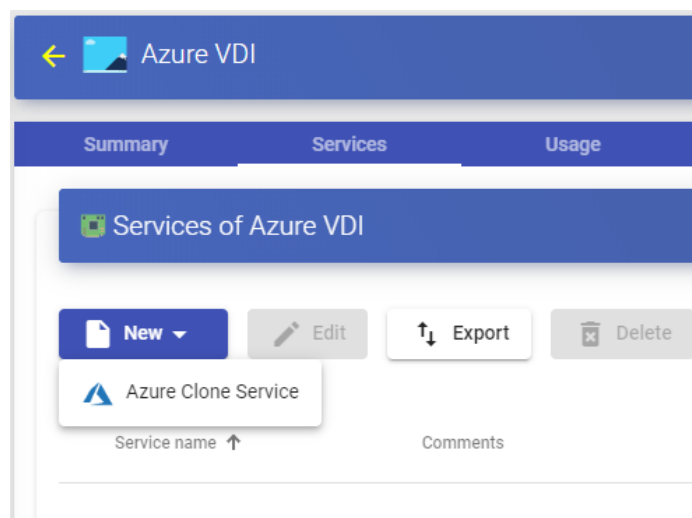 Azure VDI
Summary Services Usage
Services of Azure VDI
New Edit Export Delete
Azure Clone Service
Service name Comments